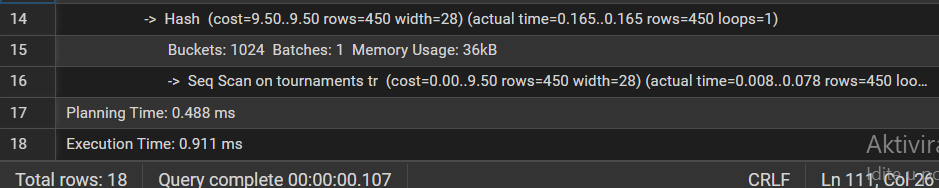 14 -> Hash (cost=9.50..9.50 rows=450 width=28) (actual time=0.165..0.165 rows=450 loops=1)
15 Buckets: 1024 Batches: 1 Memory Usage: 36kB
16 -> Seq Scan on tournaments tr (cost=0.00..9.50 rows=450 width=28) (actual time=0.008..0.078 rows=450 loo...
17 Planning Time: 0.488 ms
18 Execution Time: 0.911 ms
Aktivira
Total rows: 18 Query complete 00:00:00.107 CRLF Ln 111, Col 26
Idite u po